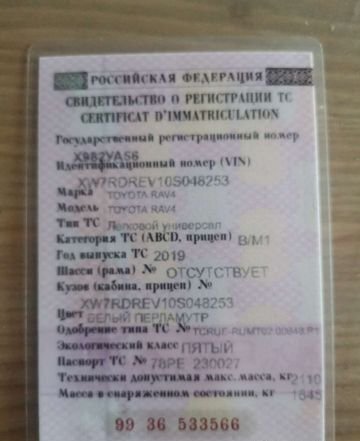 РОССИЙСКАЯ ФЕДЕРАЦИЯ
СВИДЕТЕЛЬСТВО О РЕГИСТРАЦИИ ТС
CERTIFICAT D'IMMATRICULATION
Государственный регистрационный номер
Х982УА56
Идентификационный номер (VIN)
XW7RDREV10S048253
Марка TOYOTA RAV4
Модель TOYOTA RAV4
Тип ТС Легковой универсал
Категория ТС (ABCD, прицеп) B/M1
Год выпуска ТС 2019
Шасси (рама) № ОТСУТСТВУЕТ
Кузов (кабина, прицеп) №
XW7RDREV10S048253
Цвет БЕЛЫЙ ПЕРЛАМУТР
Одобрение типа ТС №
Экологический класс ПЯТЫЙ
Паспорт ТС № 78РЕ 230027
Технически допустимая макс. масса, кг 2110
Масса в снаряженном состоянии, кг 1645
99 36 533566